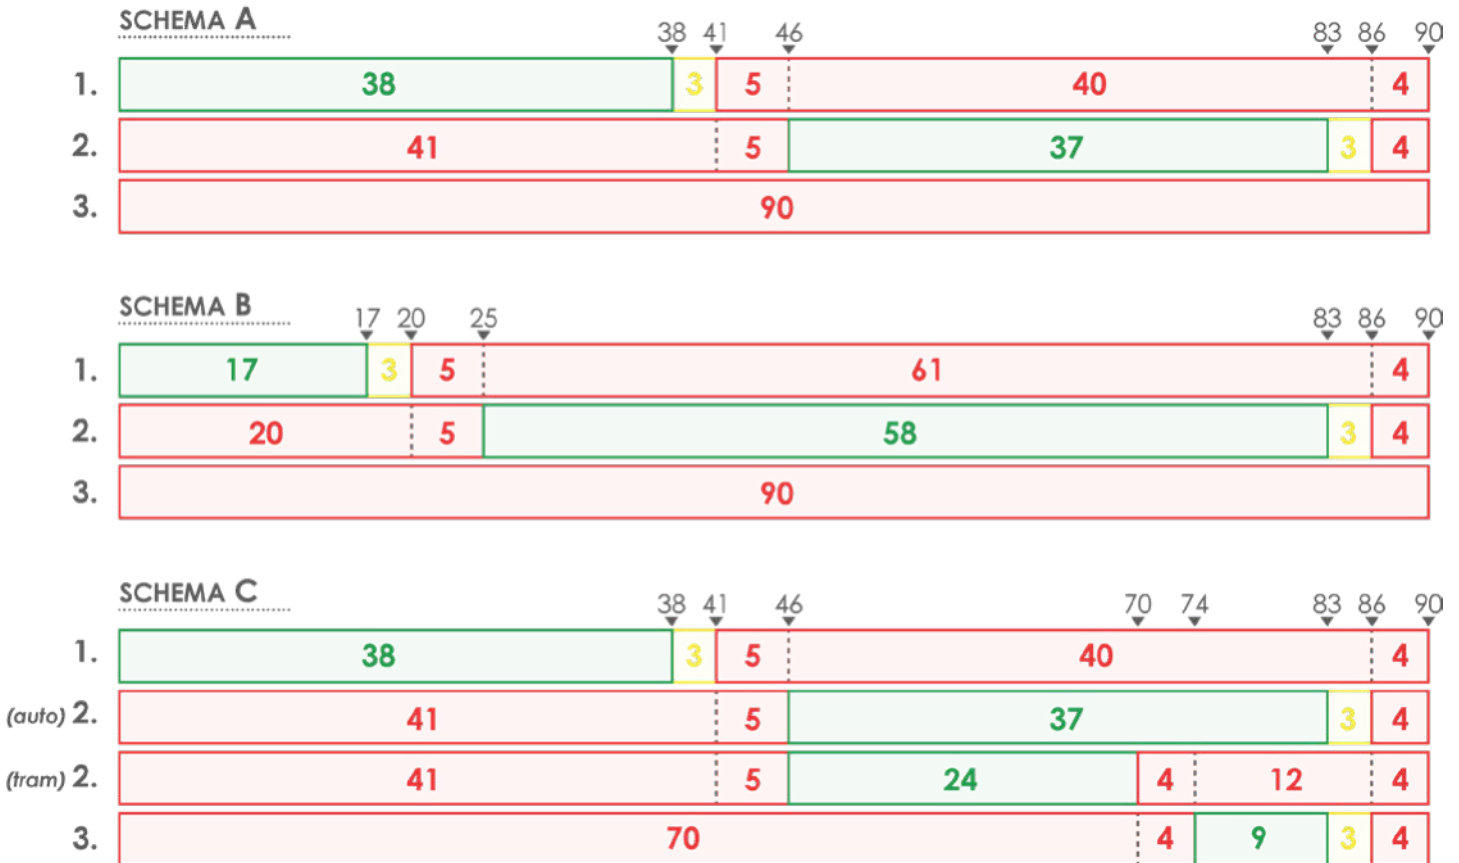 SCHEMA A
38 41 46 83 86 90
1. 38 3 5 40 4
2. 41 5 37 3 4
3. 90
SCHEMA B
17 20 25 83 86 90
1. 17 3 5 61 4
2. 20 5 58 3 4
3. 90
SCHEMA C
38 41 46 70 74 83 86 90
1. 38 3 5 40 4
(auto) 2. 41 5 37 3 4
(tram) 2. 41 5 24 4 12 4
3. 70 4 9 3 4